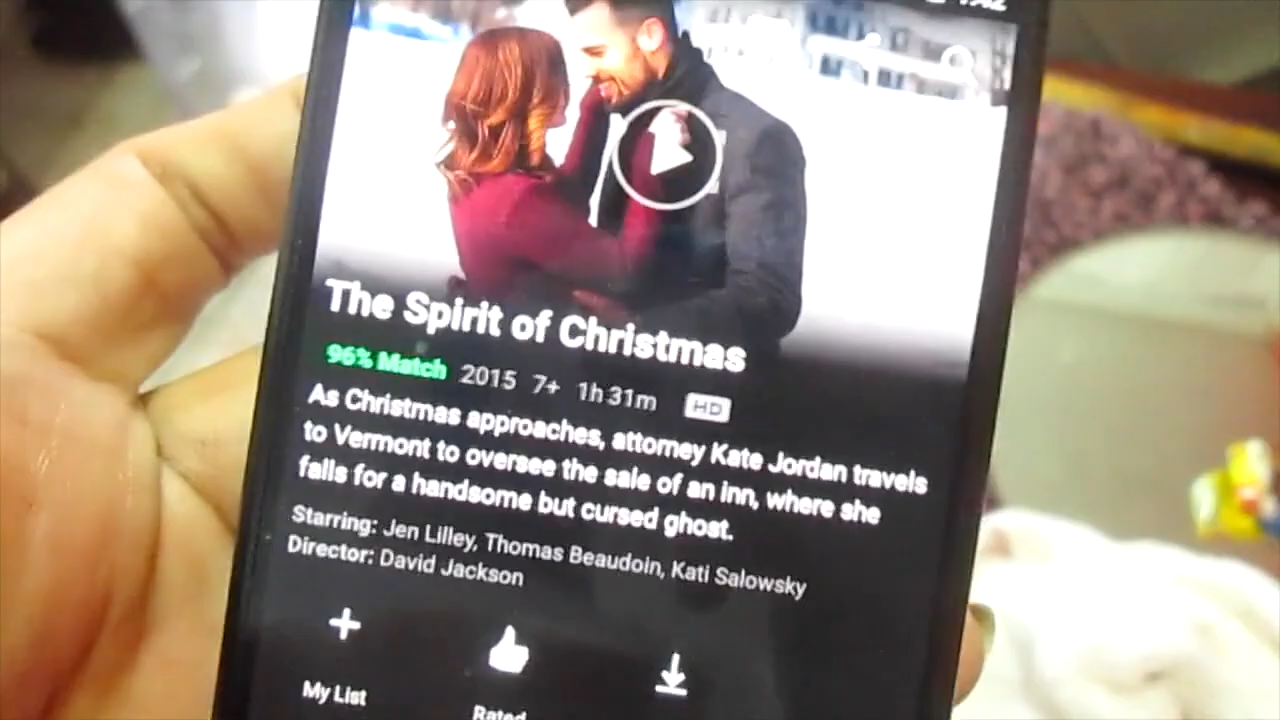 The Spirit of Christmas
96% Match 2015 7+ 1h 31m HD
As Christmas approaches, attorney Kate Jordan travels
to Vermont to oversee the sale of an inn, where she
falls for a handsome but cursed ghost.
Starring: Jen Lilley, Thomas Beaudoin, Kati Salowsky
Director: David Jackson
My List
Rated